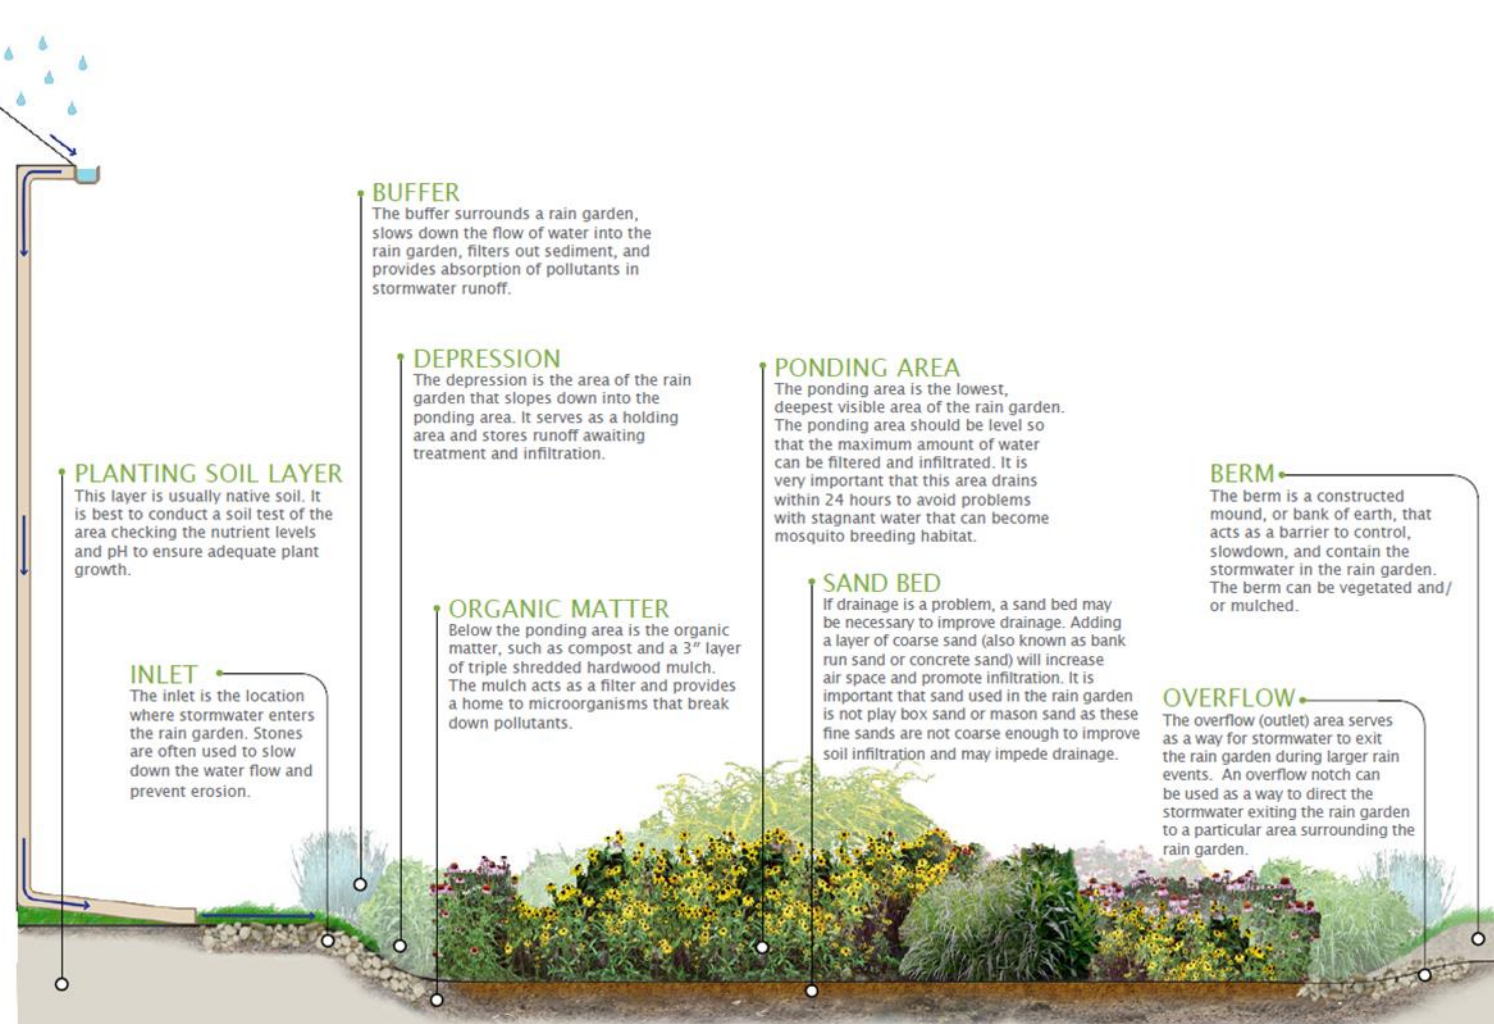 BUFFER
The buffer surrounds a rain garden,
slows down the flow of water into the
rain garden, filters out sediment, and
provides absorption of pollutants in
stormwater runoff.
DEPRESSION
The depression is the area of the rain
garden that slopes down into the
ponding area. It serves as a holding
area and stores runoff awaiting
treatment and infiltration.
PONDING AREA
The ponding area is the lowest,
deepest visible area of the rain garden.
The ponding area should be level so
that the maximum amount of water
can be filtered and infiltrated. It is
very important that this area drains
within 24 hours to avoid problems
with stagnant water that can become
mosquito breeding habitat.
PLANTING SOIL LAYER
This layer is usually native soil. It
is best to conduct a soil test of the
area checking the nutrient levels
and pH to ensure adequate plant
growth.
BERM
The berm is a constructed
mound, or bank of earth, that
acts as a barrier to control,
slowdown, and contain the
stormwater in the rain garden.
The berm can be vegetated and/
or mulched.
SAND BED
If drainage is a problem, a sand bed may
be necessary to improve drainage. Adding
a layer of coarse sand (also known as bank
run sand or concrete sand) will increase
air space and promote infiltration. It is
important that sand used in the rain garden
is not play box sand or mason sand as these
fine sands are not coarse enough to improve
soil infiltration and may impede drainage.
ORGANIC MATTER
Below the ponding area is the organic
matter, such as compost and a 3″ layer
of triple shredded hardwood mulch.
The mulch acts as a filter and provides
a home to microorganisms that break
down pollutants.
INLET
The inlet is the location
where stormwater enters
the rain garden. Stones
are often used to slow
down the water flow and
prevent erosion.
OVERFLOW
The overflow (outlet) area serves
as a way for stormwater to exit
the rain garden during larger rain
events. An overflow notch can
be used as a way to direct the
stormwater exiting the rain garden
to a particular area surrounding the
rain garden.